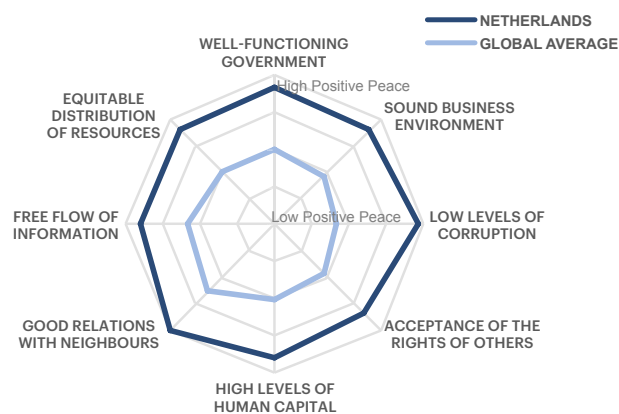 NETHERLANDS
GLOBAL AVERAGE
WELL-FUNCTIONING
GOVERNMENT
High Positive Peace
EQUITABLE
DISTRIBUTION
OF RESOURCES
SOUND BUSINESS
ENVIRONMENT
FREE FLOW OF
INFORMATION
Low Positive Peace
LOW LEVELS OF
CORRUPTION
GOOD RELATIONS
WITH NEIGHBOURS
ACCEPTANCE OF THE
RIGHTS OF OTHERS
HIGH LEVELS OF
HUMAN CAPITAL